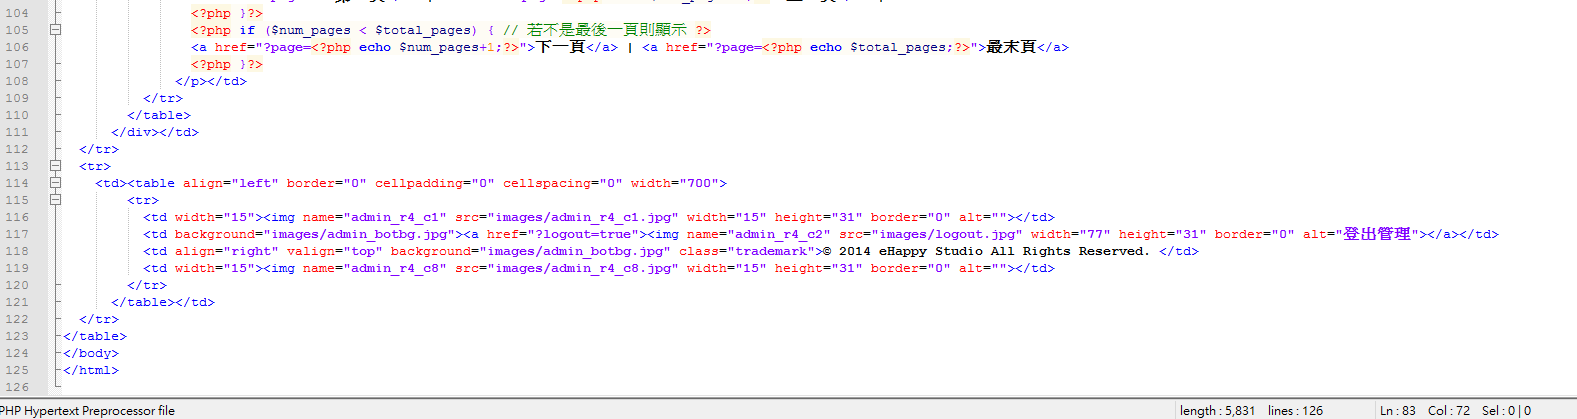 104 <?php }?>
105 <?php if ($num_pages < $total_pages) { // 若不是最後一頁則顯示 ?>
106 <a href="?page=<?php echo $num_pages+1;?>">下一頁</a> | <a href="?page=<?php echo $total_pages;?>">最末頁</a>
107 <?php }?>
108 </p></td>
109 </tr>
110 </table>
111 </div></td>
112 </tr>
113 <tr>
114 <td><table align="left" border="0" cellpadding="0" cellspacing="0" width="700">
115 <tr>
116 <td width="15"><img name="admin_r4_c1" src="images/admin_r4_c1.jpg" width="15" height="31" border="0" alt=""></td>
117 <td background="images/admin_botbg.jpg"><a href="?logout=true"><img name="admin_r4_c2" src="images/logout.jpg" width="77" height="31" border="0" alt="登出管理"></a></td>
118 <td align="right" valign="top" background="images/admin_botbg.jpg" class="trademark">© 2014 eHappy Studio All Rights Reserved. </td>
119 <td width="15"><img name="admin_r4_c8" src="images/admin_r4_c8.jpg" width="15" height="31" border="0" alt=""></td>
120 </tr>
121 </table></td>
122 </tr>
123 </table>
124 </body>
125 </html>
126
PHP Hypertext Preprocessor file length : 5,831 lines : 126 Ln : 83 Col : 72 Sel : 0 | 0